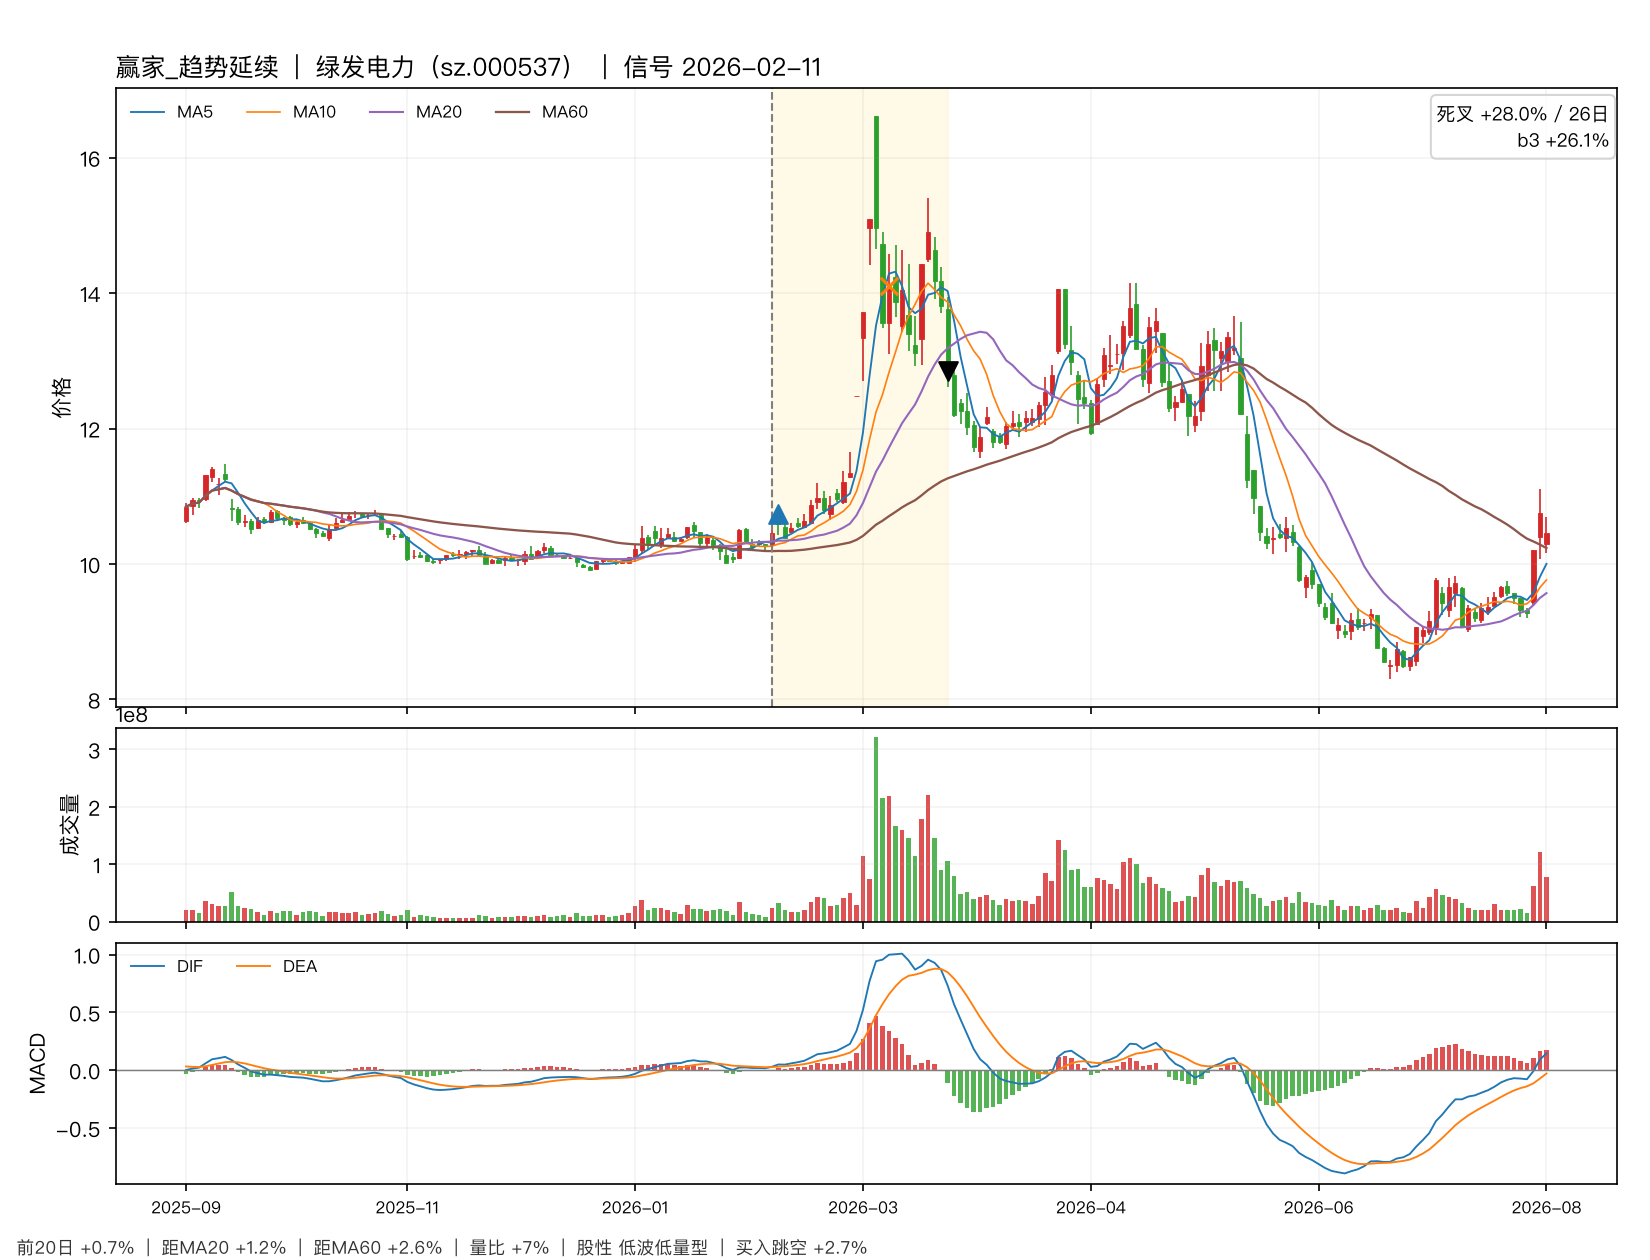 赢家_趋势延续 | 绿发电力（sz.000537） | 信号 2026-02-11
MA5 MA10 MA20 MA60
死叉 +28.0% / 26日
b3 +26.1%
16
14
12
10
8
价格
1e8
3
2
1
0
成交量
DIF DEA
1.0
0.5
0.0
−0.5
MACD
2025-09 2025-11 2026-01 2026-03 2026-04 2026-06 2026-08
前20日 +0.7% | 距MA20 +1.2% | 距MA60 +2.6% | 量比 +7% | 股性 低波低量型 | 买入跳空 +2.7%